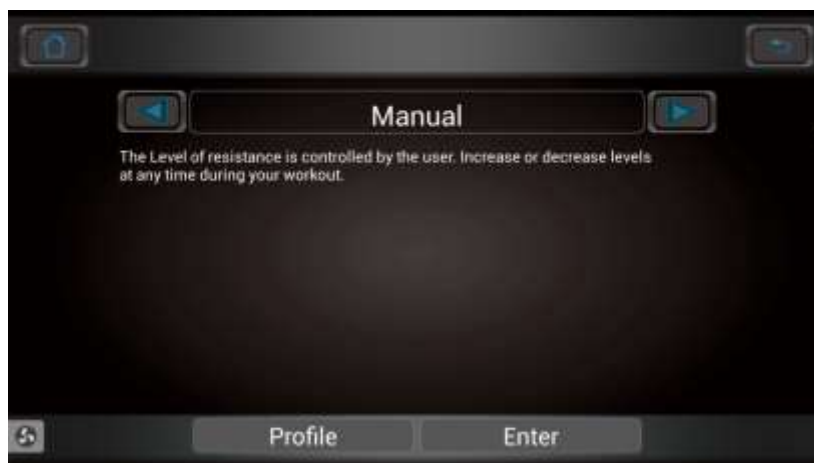 Manual
The Level of resistance is controlled by the user. Increase or decrease levels
at any time during your workout.
Profile
Enter